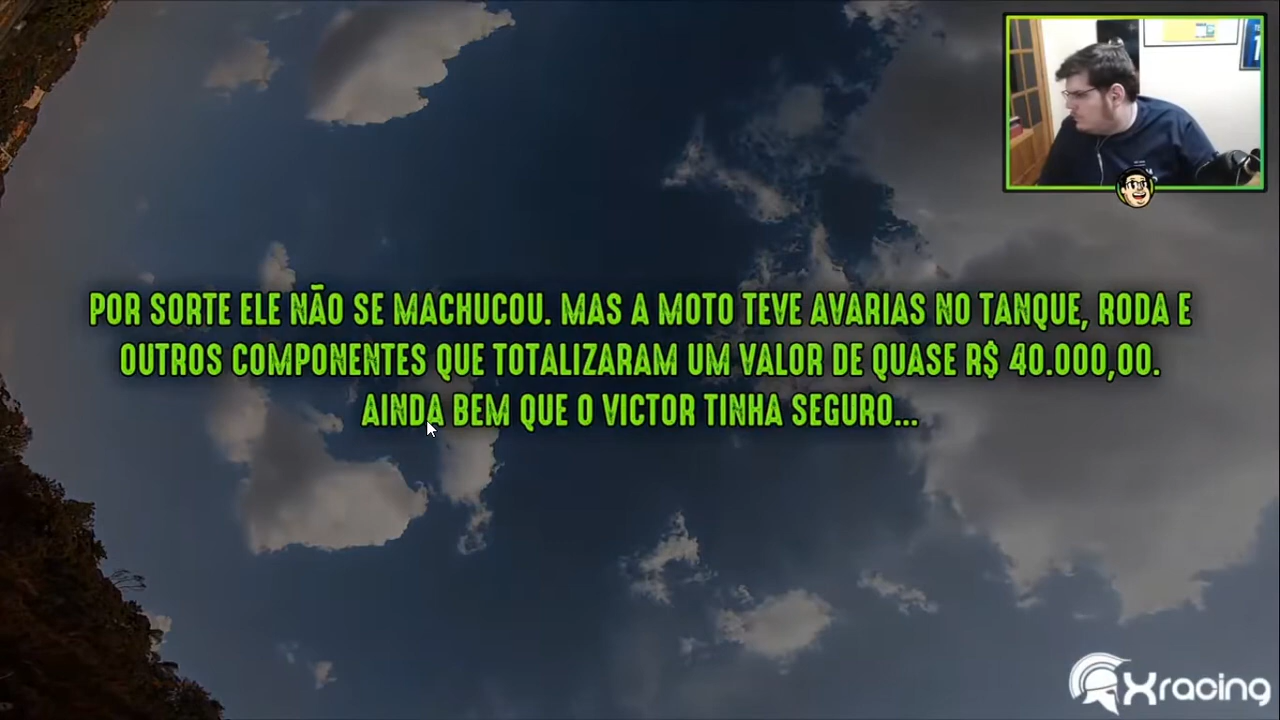 POR SORTE ELE NÃO SE MACHUCOU. MAS A MOTO TEVE AVARIAS NO TANQUE, RODA E
OUTROS COMPONENTES QUE TOTALIZARAM UM VALOR DE QUASE R$ 40.000,00.
AINDA BEM QUE O VICTOR TINHA SEGURO...
Xracing